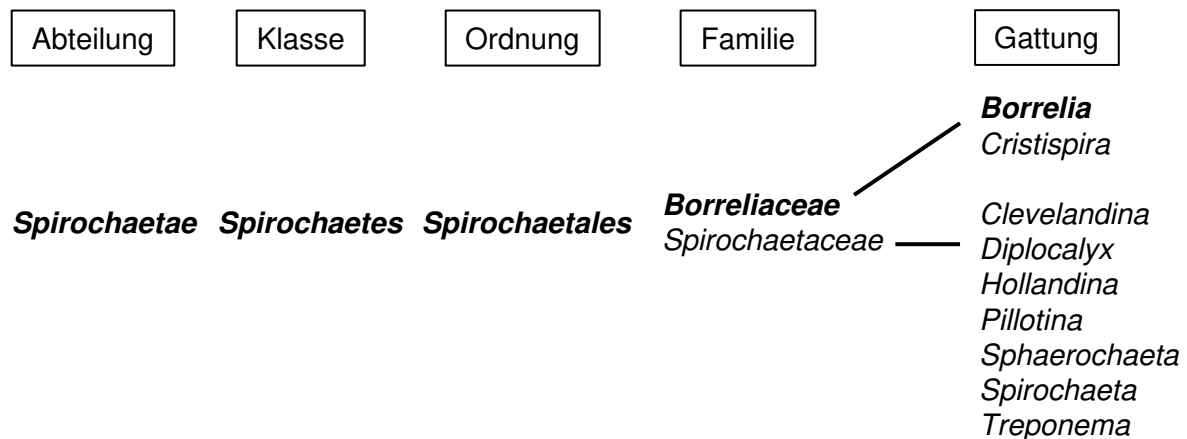 Abteilung Klasse Ordnung Familie Gattung
Borrelia
Cristispira
Spirochaetae Spirochaetes Spirochaetales
Borreliaceae
Spirochaetaceae
Clevelandina
Diplocalyx
Hollandina
Pillotina
Sphaerochaeta
Spirochaeta
Treponema